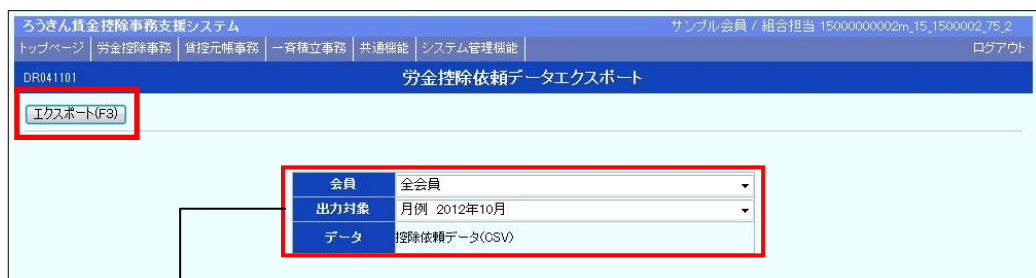 ろうきん賃金控除事務支援システム サンプル会員 / 組合担当 15000000002m_15_1500002_75_2
トップページ 労金控除事務 賃控元帳事務 一斉積立事務 共通機能 システム管理機能 ログアウト
DR041101 労金控除依頼データエクスポート
エクスポート(F3)
会員 全会員
出力対象 月例 2012年10月
データ 控除依頼データ(CSV)